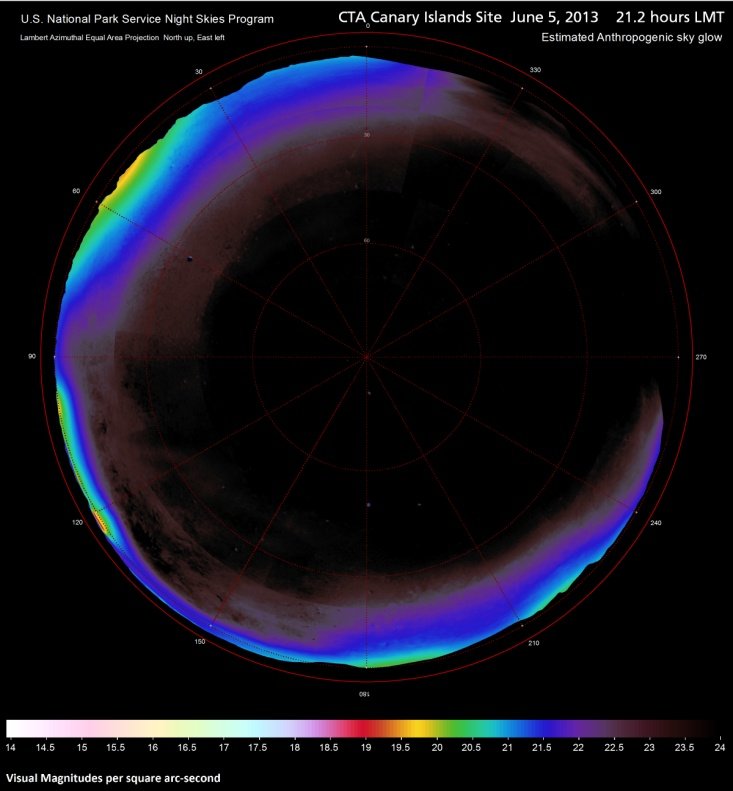 U.S. National Park Service Night Skies Program
CTA Canary Islands Site June 5, 2013 21.2 hours LMT
Lambert Azimuthal Equal Area Projection North up, East left
Estimated Anthropogenic sky glow
0
30
330
30
60
300
60
90
270
120
240
150
210
180
14 14.5 15 15.5 16 16.5 17 17.5 18 18.5 19 19.5 20 20.5 21 21.5 22 22.5 23 23.5 24
Visual Magnitudes per square arc-second